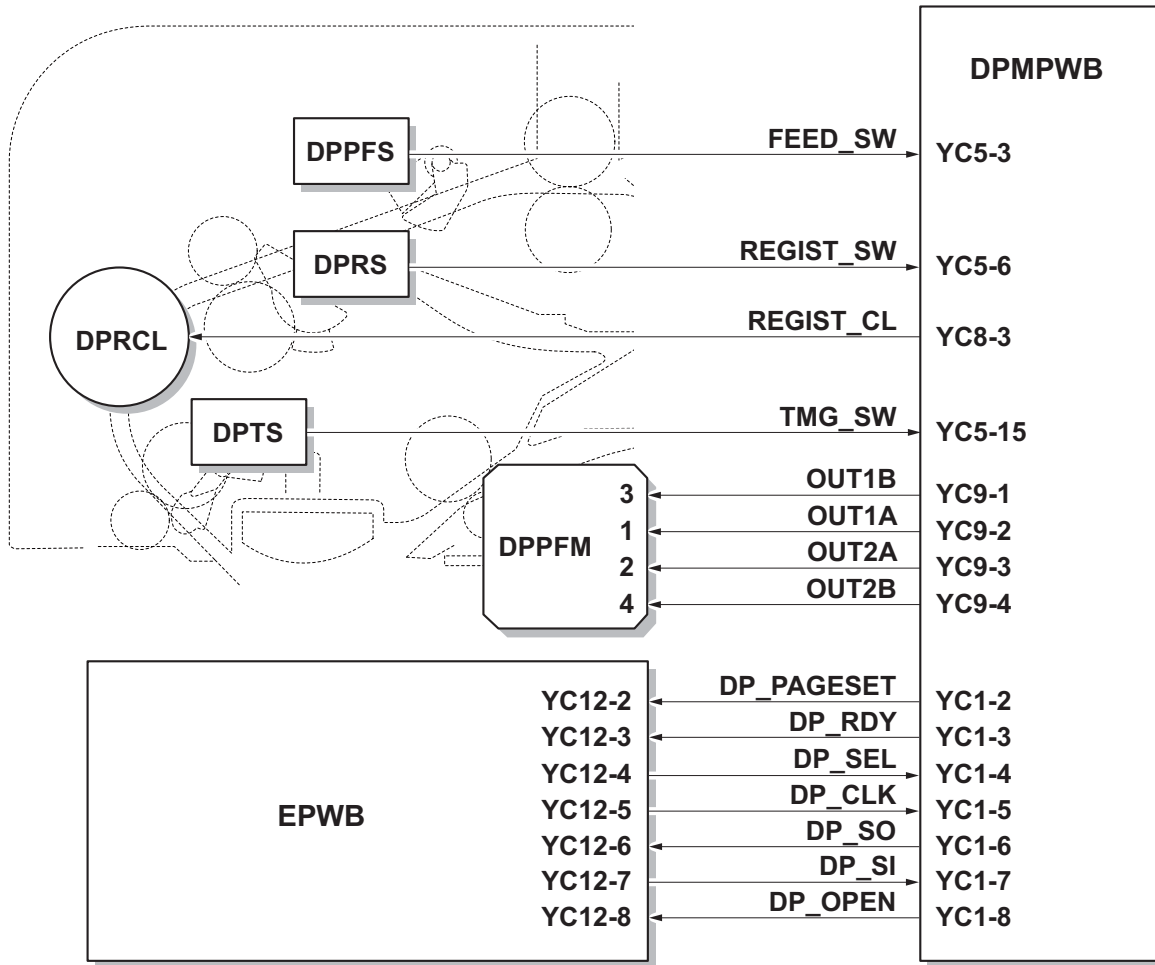 DPMPWB
DPPFS
FEED_SW
YC5-3
DPRS
REGIST_SW
YC5-6
DPRCL
REGIST_CL
YC8-3
DPTS
TMG_SW
YC5-15
DPPFM
3
OUT1B
YC9-1
1
OUT1A
YC9-2
2
OUT2A
YC9-3
4
OUT2B
YC9-4
EPWB
YC12-2
DP_PAGESET
YC1-2
YC12-3
DP_RDY
YC1-3
YC12-4
DP_SEL
YC1-4
YC12-5
DP_CLK
YC1-5
YC12-6
DP_SO
YC1-6
YC12-7
DP_SI
YC1-7
YC12-8
DP_OPEN
YC1-8